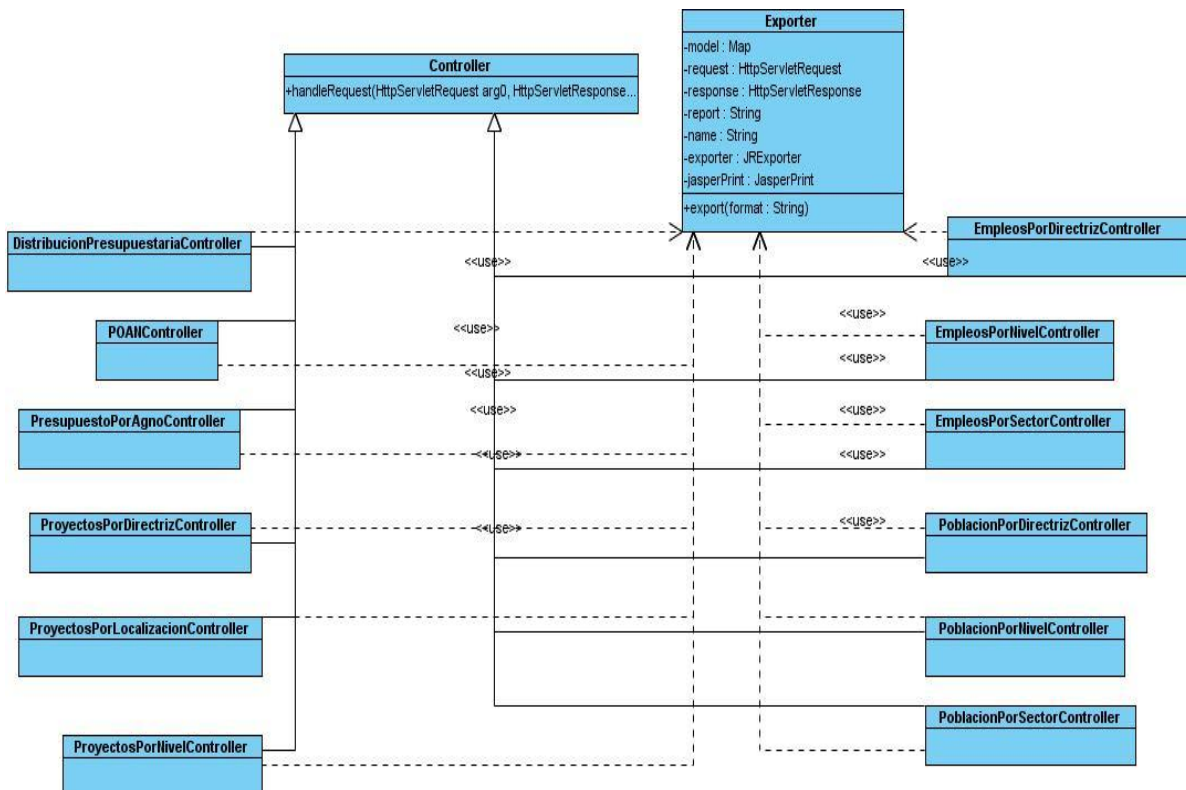 Exporter
-model : Map
-request : HttpServletRequest
-response : HttpServletResponse
-report : String
-name : String
-exporter : JRExporter
-jasperPrint : JasperPrint
+export(format : String)
Controller
+handleRequest(HttpServletRequest arg0, HttpServletResponse...
DistribucionPresupuestariaController
EmpleosPorDirectrizController
<<use>>
<<use>>
POANController
<<use>>
<<use>>
EmpleosPorNivelController
<<use>>
<<use>>
PresupuestoPorAgnoController
<<use>>
<<use>>
EmpleosPorSectorController
<<use>>
<<use>>
ProyectosPorDirectrizController
<<use>>
<<use>>
PoblacionPorDirectrizController
ProyectosPorLocalizacionController
PoblacionPorNivelController
ProyectosPorNivelController
PoblacionPorSectorController